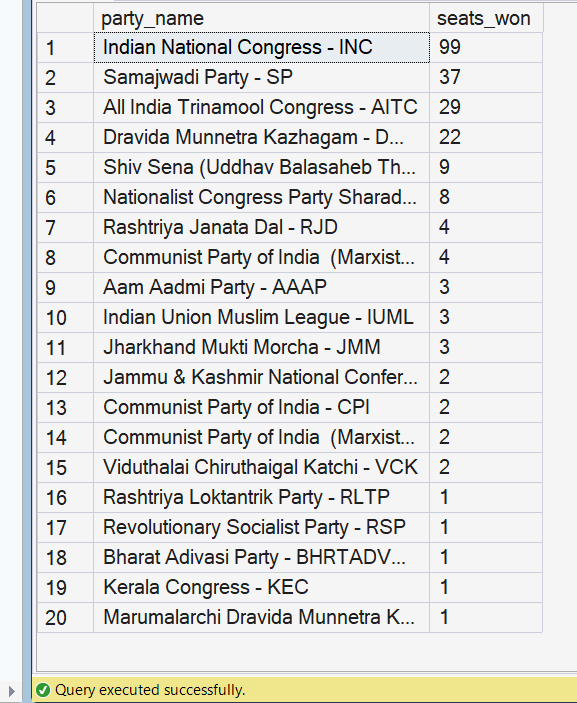 party_name seats_won
1 Indian National Congress - INC 99
2 Samajwadi Party - SP 37
3 All India Trinamool Congress - AITC 29
4 Dravida Munnetra Kazhagam - D... 22
5 Shiv Sena (Uddhav Balasaheb Th... 9
6 Nationalist Congress Party Sharad... 8
7 Rashtriya Janata Dal - RJD 4
8 Communist Party of India  (Marxist... 4
9 Aam Aadmi Party - AAAP 3
10 Indian Union Muslim League - IUML 3
11 Jharkhand Mukti Morcha - JMM 3
12 Jammu & Kashmir National Confer... 2
13 Communist Party of India - CPI 2
14 Communist Party of India  (Marxist... 2
15 Viduthalai Chiruthaigal Katchi - VCK 2
16 Rashtriya Loktantrik Party - RLTP 1
17 Revolutionary Socialist Party - RSP 1
18 Bharat Adivasi Party - BHRTADV... 1
19 Kerala Congress - KEC 1
20 Marumalarchi Dravida Munnetra K... 1
Query executed successfully.